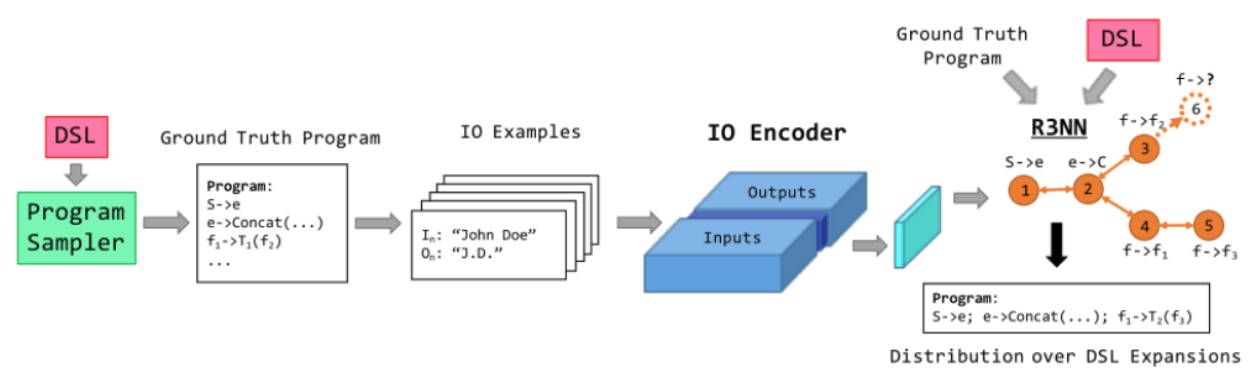 DSL
Program
Sampler
Ground Truth Program
Program:
S->e
e->Concat(...)
f₁->T₁(f₂)
...
IO Examples
Iₙ: “John Doe”
Oₙ: “J.D.”
IO Encoder
Outputs
Inputs
Ground Truth
Program
DSL
R3NN
f->?
6
f->f₂
3
S->e
1
e->C
2
4
f->f₁
5
f->f₃
Program:
S->e; e->Concat(...); f₁->T₂(f₃)
Distribution over DSL Expansions